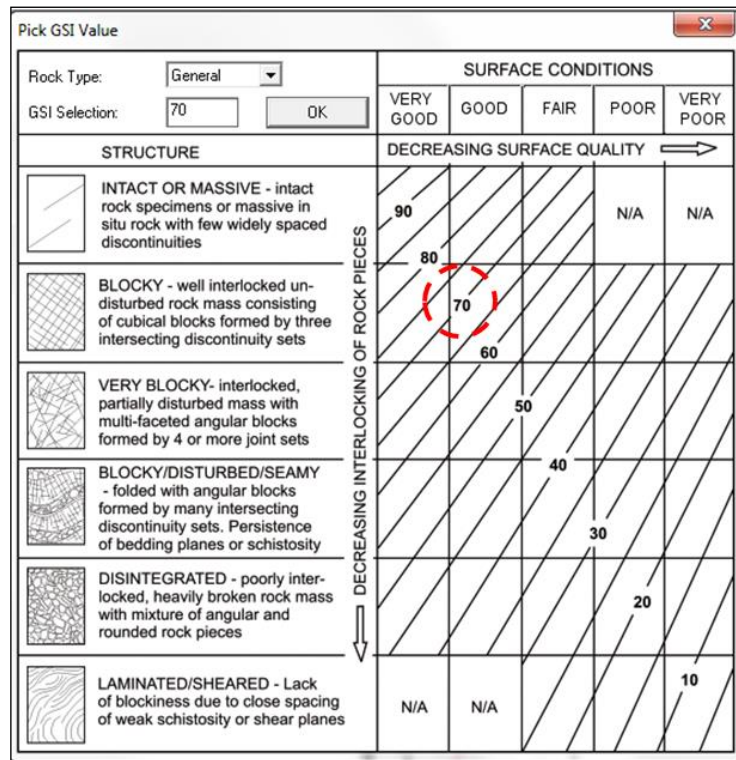 Pick GSI Value
Rock Type:
General
GSI Selection:
70
OK
SURFACE CONDITIONS
VERY GOOD
GOOD
FAIR
POOR
VERY POOR
STRUCTURE
DECREASING SURFACE QUALITY
DECREASING INTERLOCKING OF ROCK PIECES
INTACT OR MASSIVE - intact
rock specimens or massive in
situ rock with few widely spaced
discontinuities
90
80
N/A
N/A
BLOCKY - well interlocked un-
disturbed rock mass consisting
of cubical blocks formed by three
intersecting discontinuity sets
70
60
VERY BLOCKY- interlocked,
partially disturbed mass with
multi-faceted angular blocks
formed by 4 or more joint sets
50
BLOCKY/DISTURBED/SEAMY
- folded with angular blocks
formed by many intersecting
discontinuity sets. Persistence
of bedding planes or schistosity
40
30
DISINTEGRATED - poorly inter-
locked, heavily broken rock mass
with mixture of angular and
rounded rock pieces
20
LAMINATED/SHEARED - Lack
of blockiness due to close spacing
of weak schistosity or shear planes
N/A
N/A
10